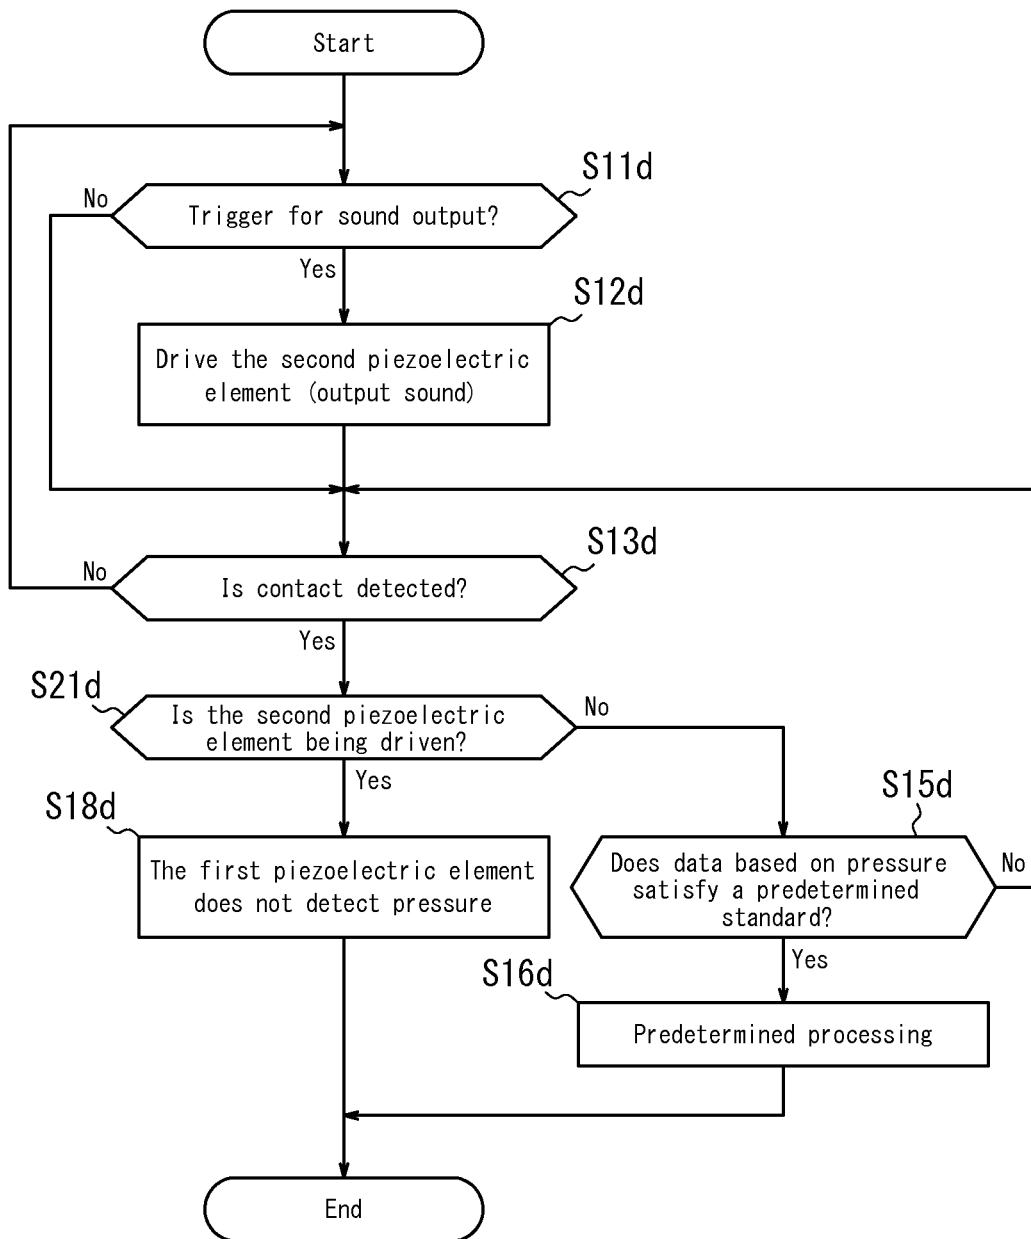 Start
S11d
No
Trigger for sound output?
Yes
S12d
Drive the second piezoelectric
element (output sound)
S13d
No
Is contact detected?
Yes
S21d
Is the second piezoelectric
element being driven?
No
Yes
S18d
The first piezoelectric element
does not detect pressure
S15d
Does data based on pressure
satisfy a predetermined
standard?
No
Yes
S16d
Predetermined processing
End